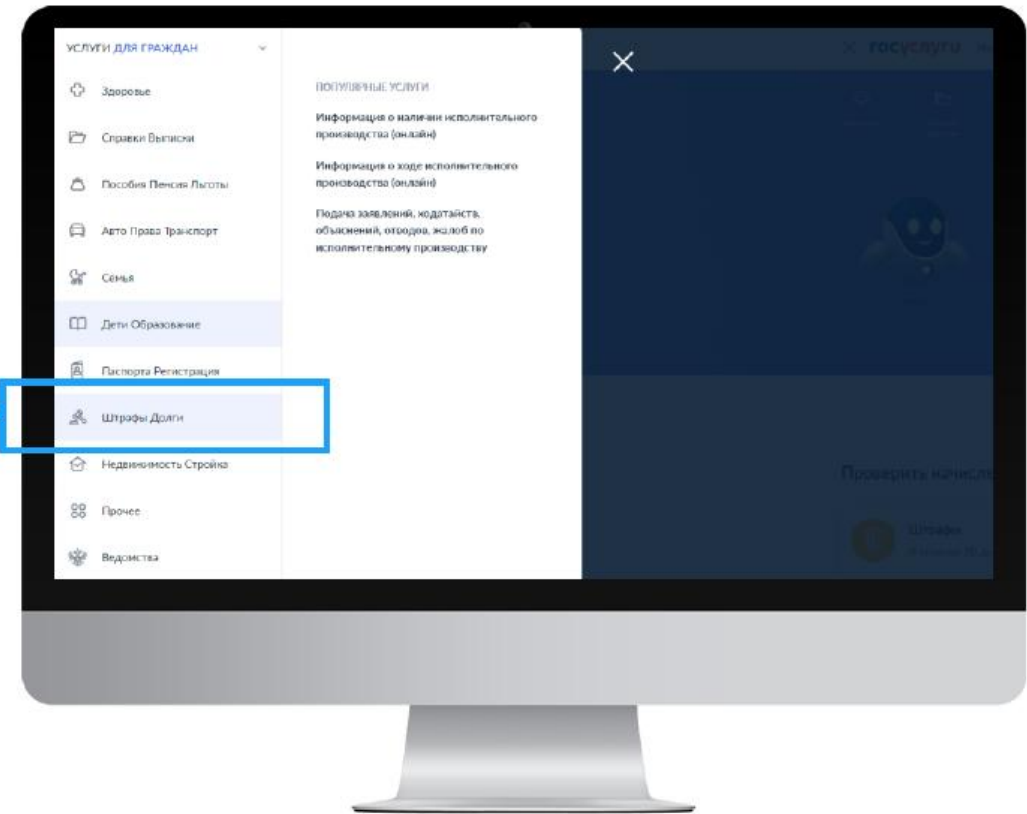 УСЛУГИ ДЛЯ ГРАЖДАН
Здоровье
Справки Выписки
Пособия Пенсия Льготы
Авто Права Транспорт
Семья
Дети Образование
Паспорта Регистрация
Штрафы Долги
Недвижимость Стройка
Прочее
Ведомства
ПОПУЛЯРНЫЕ УСЛУГИ
Информация о наличии исполнительного
производства (онлайн)
Информация о ходе исполнительного
производства (онлайн)
Подача заявлений, ходатайств,
объяснений, отводов, жалоб по
исполнительному производству
госуслуги
Проверить
Штрафы